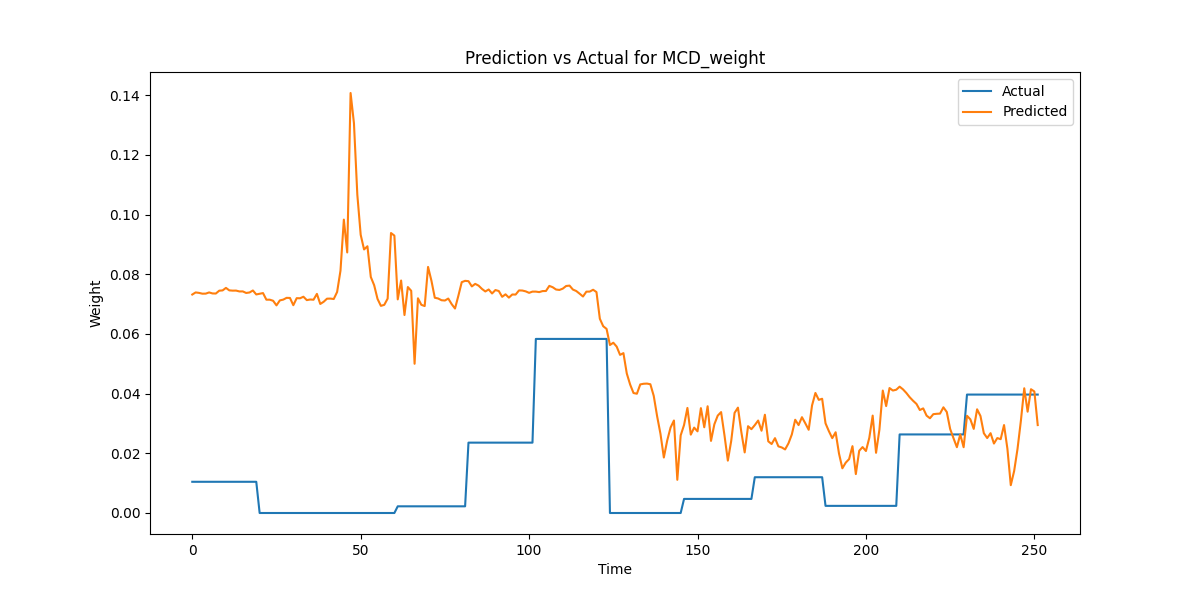 Prediction vs Actual for MCD_weight
Actual
Predicted
Weight
0.14
0.12
0.10
0.08
0.06
0.04
0.02
0.00
0 50 100 150 200 250
Time